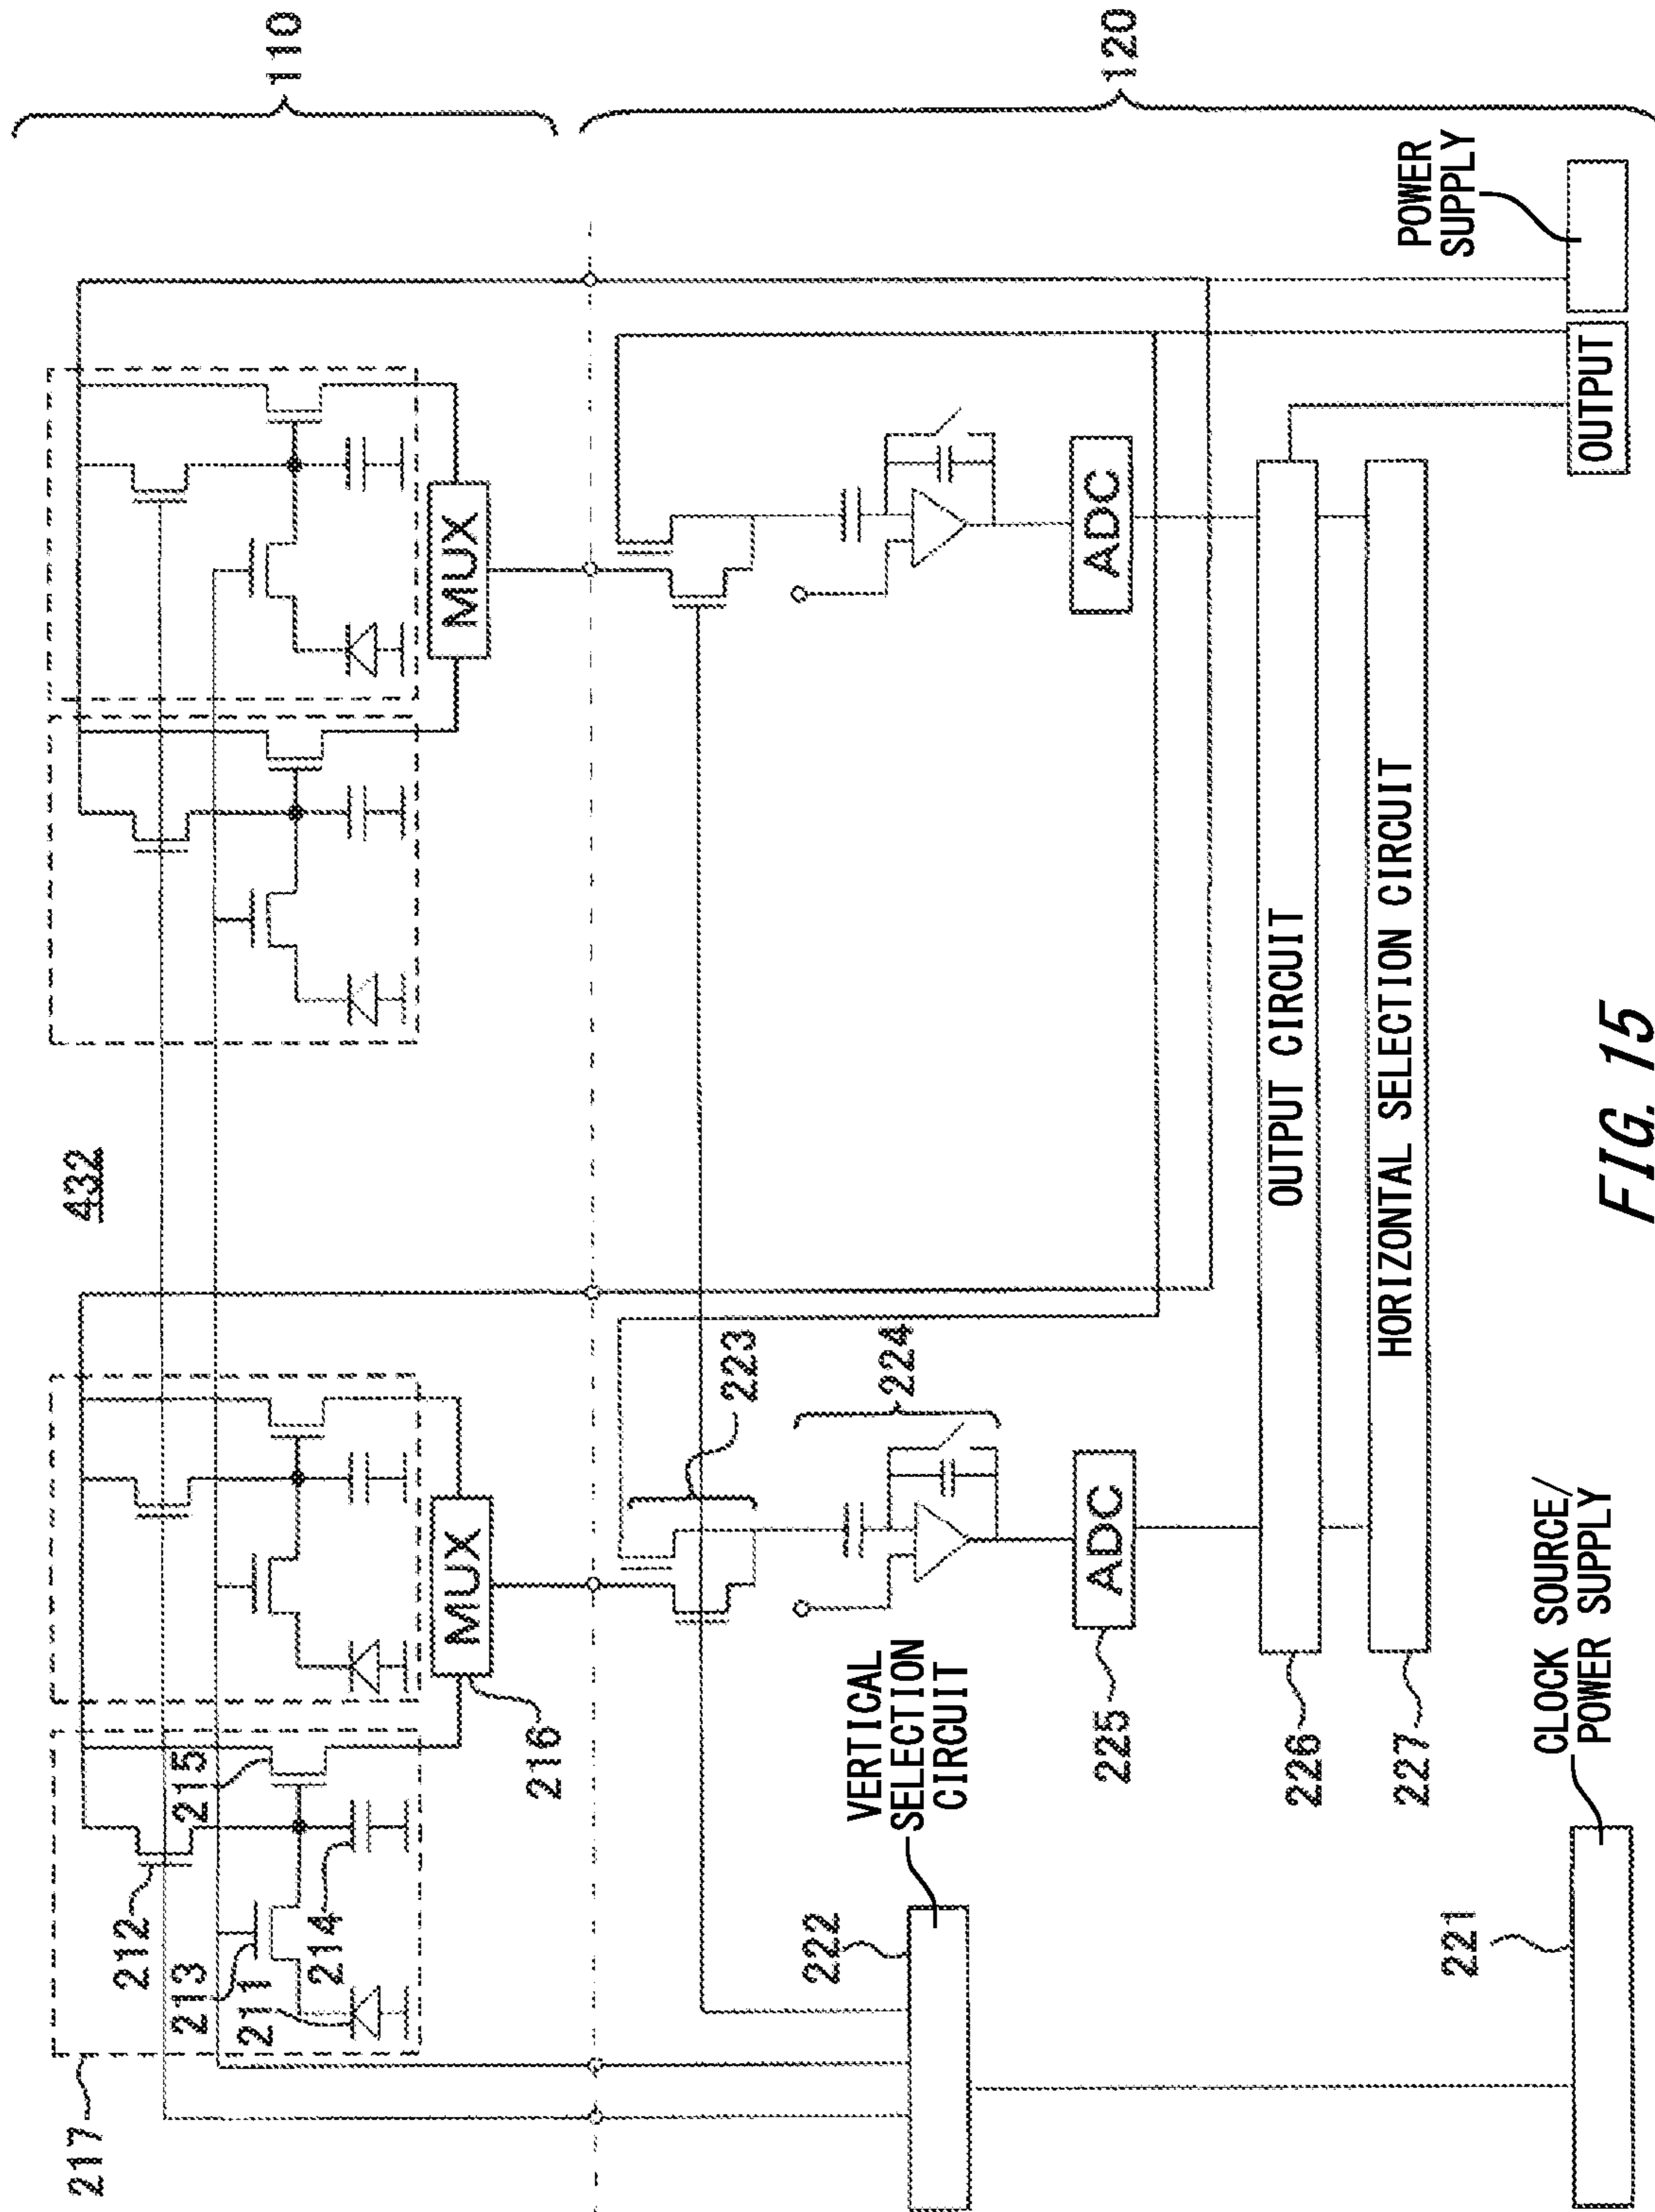 432
110
217
212
213
211
214
215
216
MUX
MUX
120
223
224
222
VERTICAL
SELECTION
CIRCUIT
225
ADC
ADC
226
OUTPUT CIRCUIT
227
HORIZONTAL SELECTION CIRCUIT
221
CLOCK SOURCE/
POWER SUPPLY
OUTPUT
POWER
SUPPLY
FIG. 15